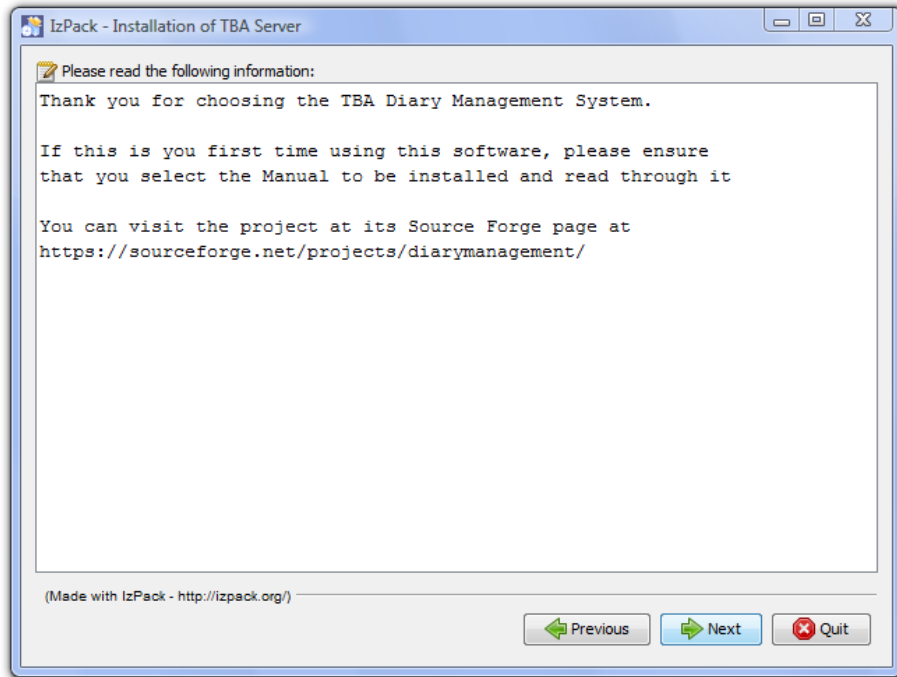 IzPack - Installation of TBA Server
Please read the following information:
Thank you for choosing the TBA Diary Management System.
If this is you first time using this software, please ensure
that you select the Manual to be installed and read through it
You can visit the project at its Source Forge page at
https://sourceforge.net/projects/diarymanagement/
(Made with IzPack - http://izpack.org/)
Previous Next Quit